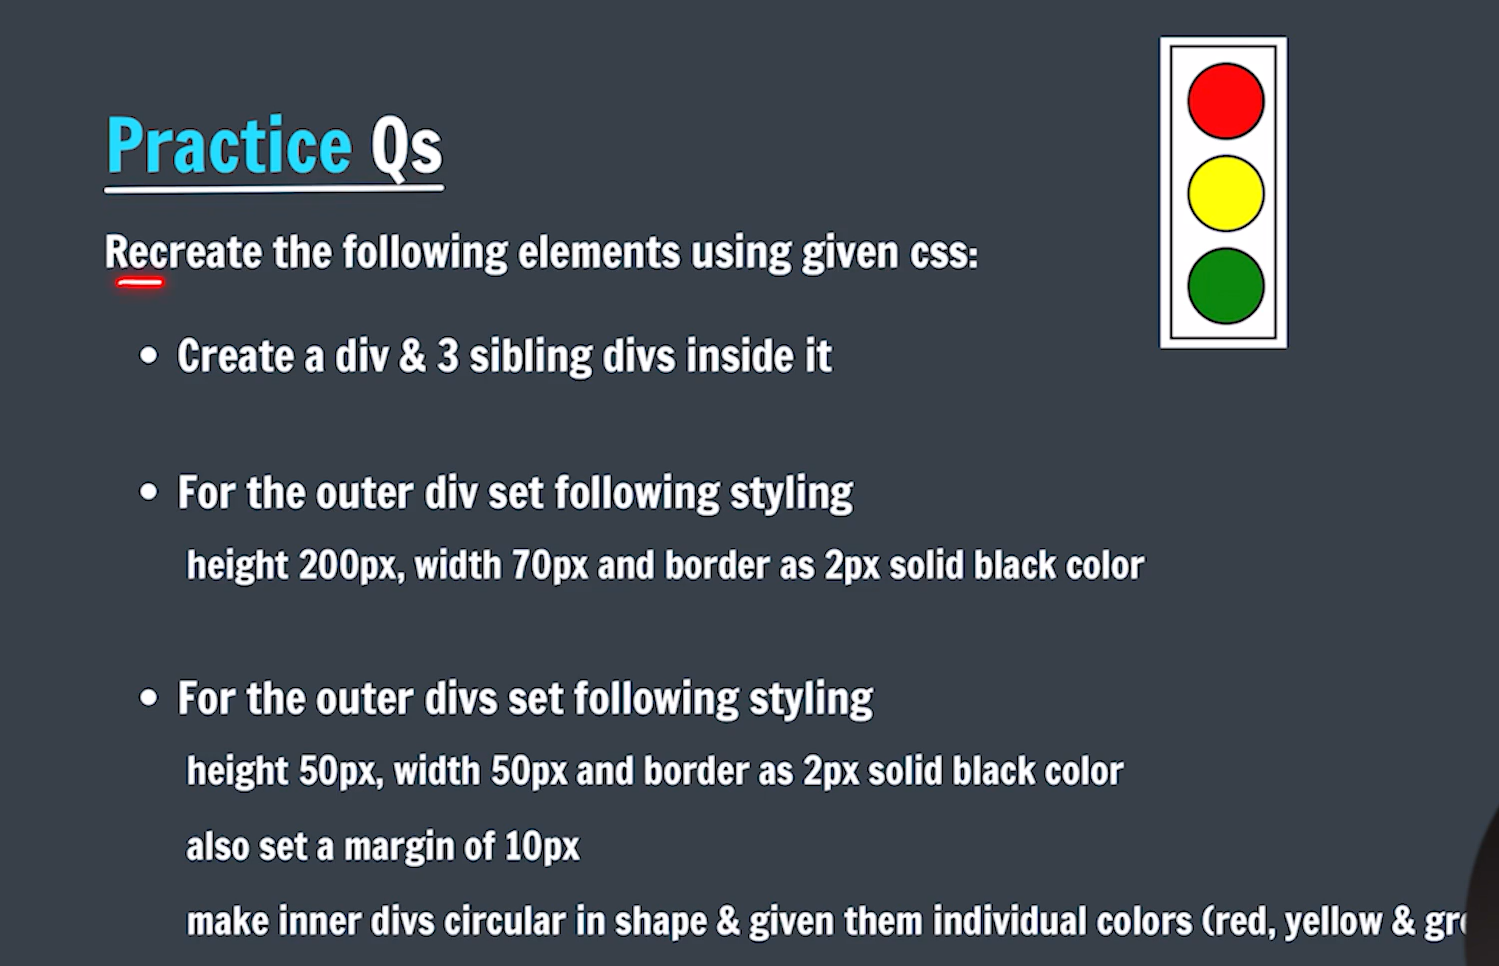 Practice Qs
Recreate the following elements using given css:
• Create a div & 3 sibling divs inside it
• For the outer div set following styling
height 200px, width 70px and border as 2px solid black color
• For the outer divs set following styling
height 50px, width 50px and border as 2px solid black color
also set a margin of 10px
make inner divs circular in shape & given them individual colors (red, yellow &